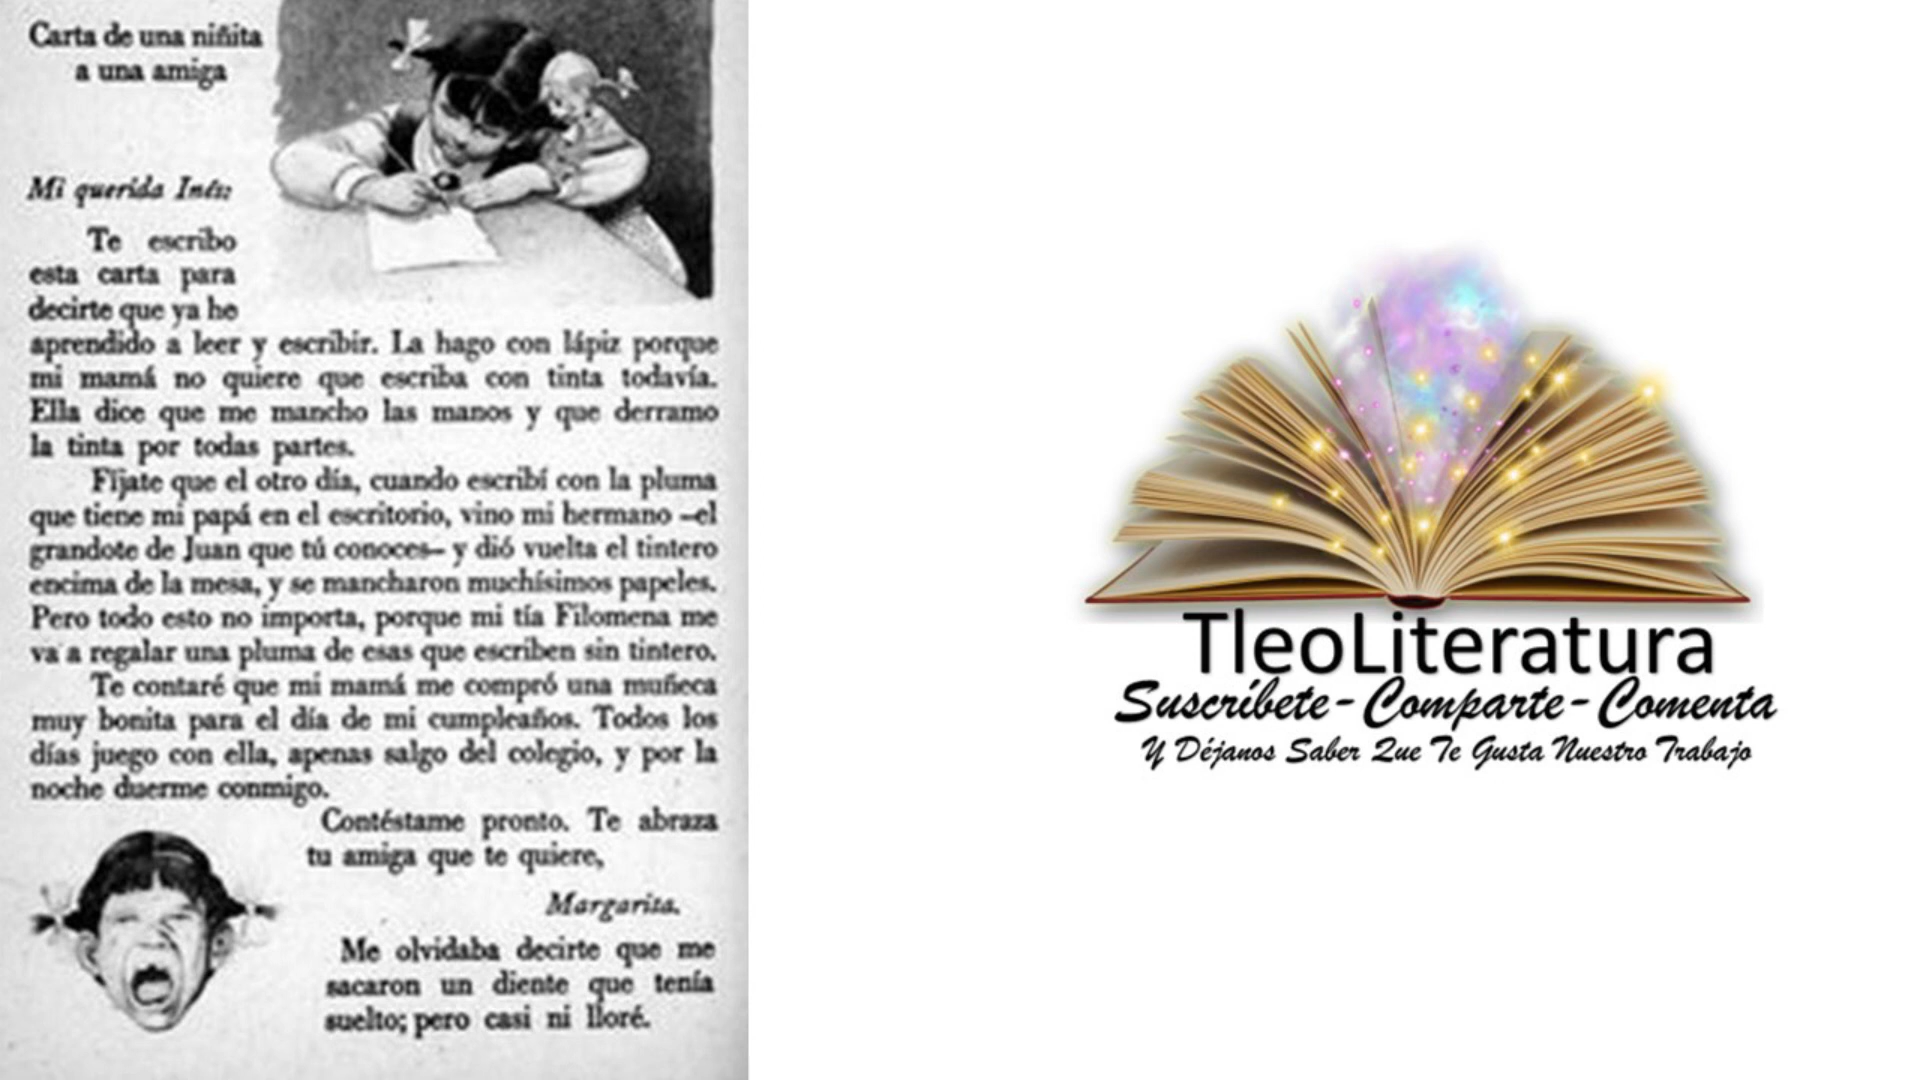 Carta de una niñita
a una amiga
Mi querida Inés:
Te escribo
esta carta para
decirte que ya he
aprendido a leer y escribir. La hago con lápiz porque
mi mamá no quiere que escriba con tinta todavía.
Ella dice que me mancho las manos y que derramo
la tinta por todas partes.
Fíjate que el otro día, cuando escribí con la pluma
que tiene mi papá en el escritorio, vino mi hermano —el
grandote de Juan que tú conoces— y dió vuelta el tintero
encima de la mesa, y se mancharon muchísimos papeles.
Pero todo esto no importa, porque mi tía Filomena me
va a regalar una pluma de esas que escriben sin tintero.
Te contaré que mi mamá me compró una muñeca
muy bonita para el día de mi cumpleaños. Todos los
días juego con ella, apenas salgo del colegio, y por la
noche duerme conmigo.
Contéstame pronto. Te abraza
tu amiga que te quiere,
Margarita.
Me olvidaba decirte que me
sacaron un diente que tenía
suelto; pero casi ni lloré.
TleoLiteratura
Suscríbete-Comparte-Comenta
Y Déjanos Saber Que Te Gusta Nuestro Trabajo